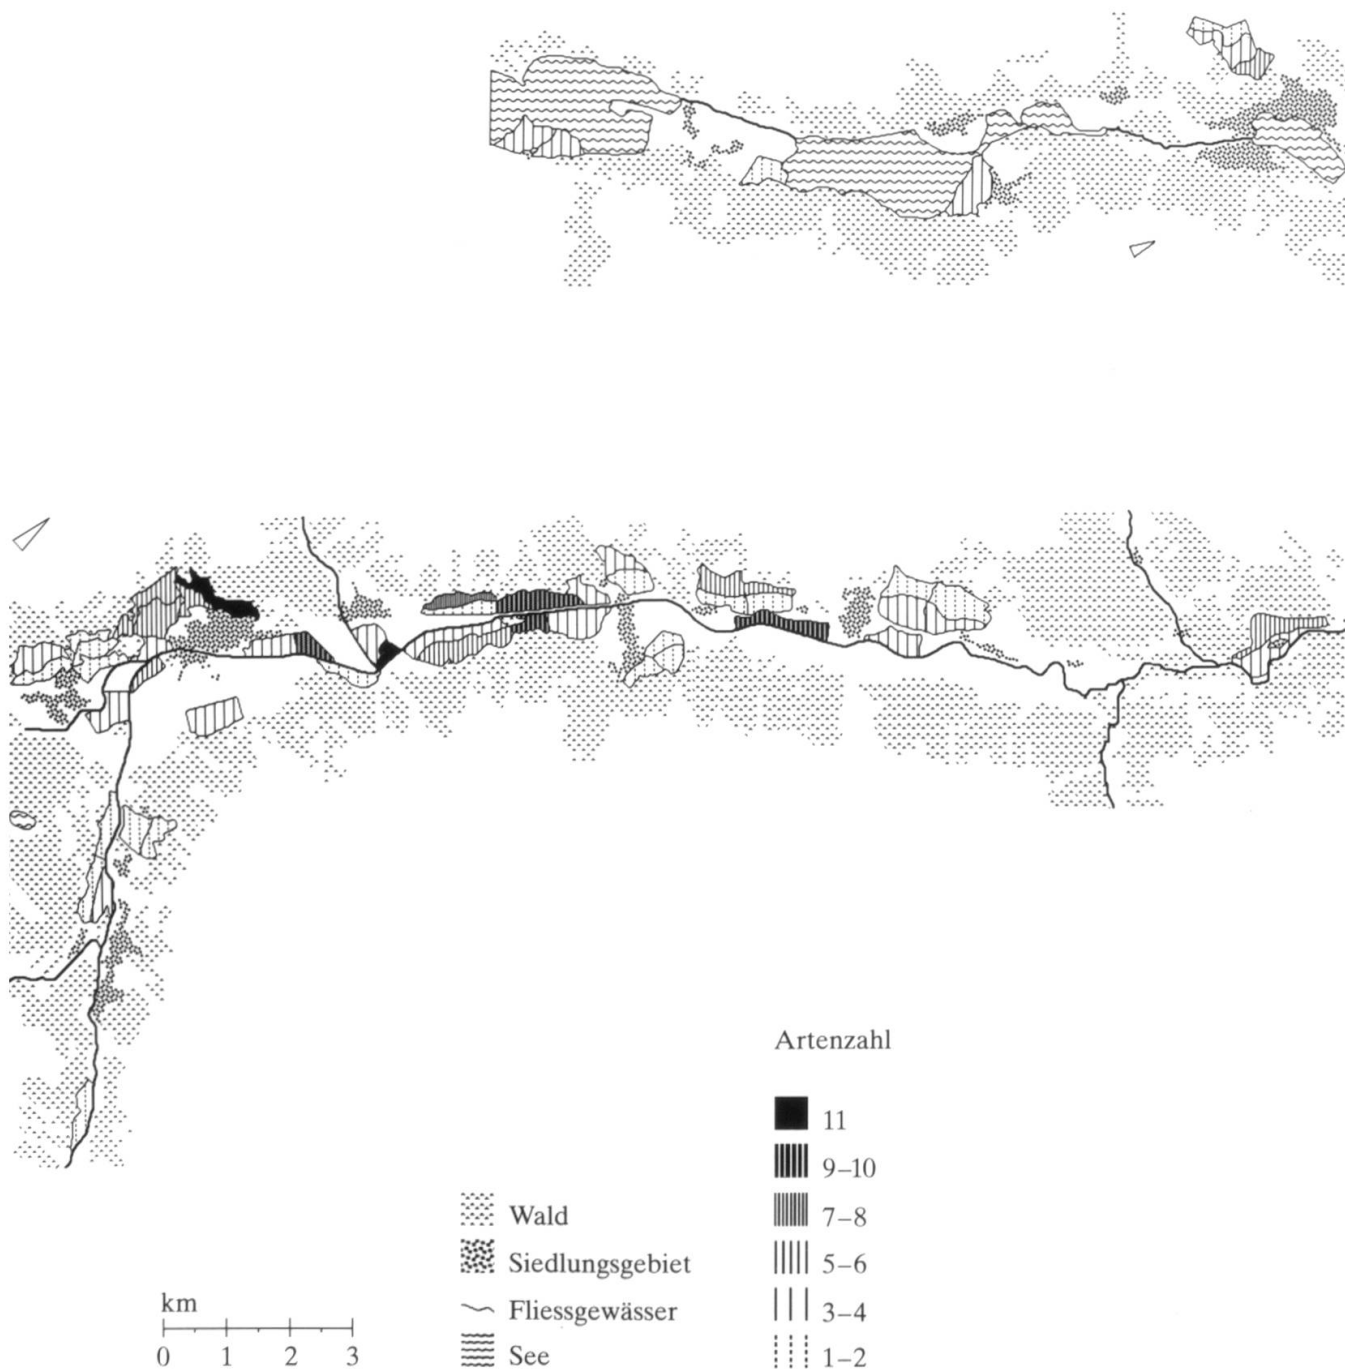 Artenzahl
11
9–10
7–8
5–6
3–4
1–2
Wald
Siedlungsgebiet
Fliessgewässer
See
km
0 1 2 3